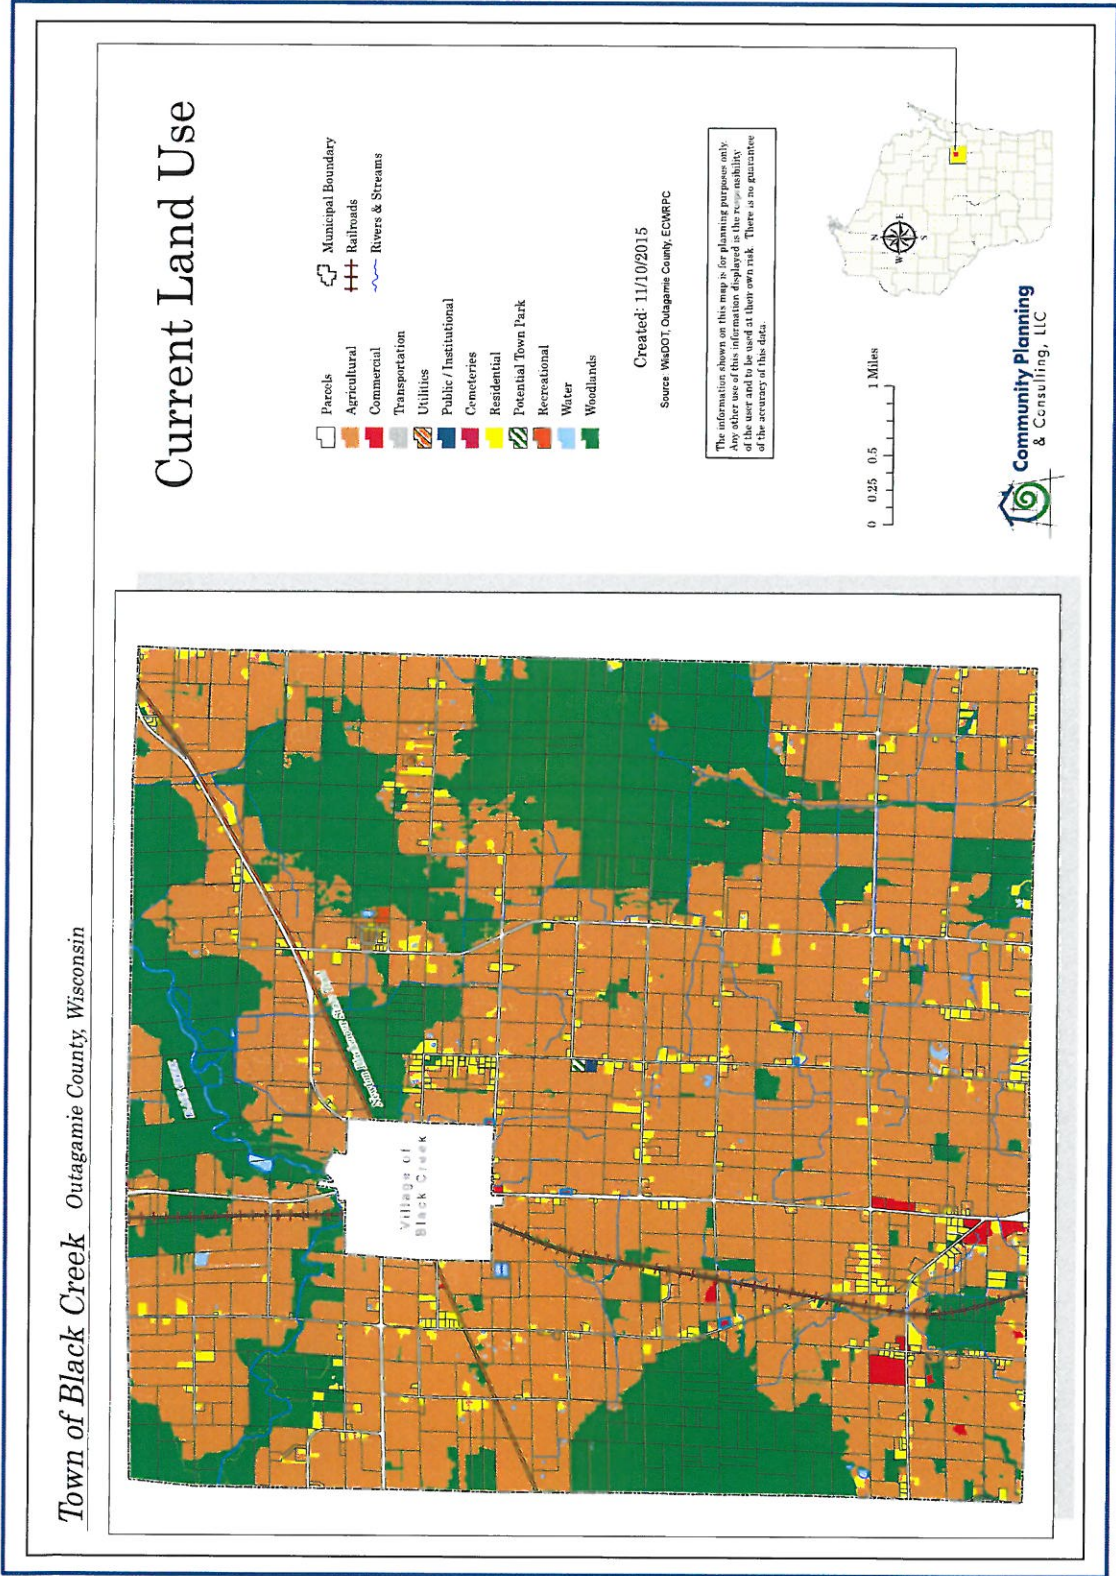 Town of Black Creek Outagamie County, Wisconsin
Village of
Black Creek
Current Land Use
Parcels
Agricultural
Commercial
Transportation
Utilities
Public / Institutional
Cemeteries
Residential
Potential Town Park
Recreational
Water
Woodlands
Municipal Boundary
Railroads
Rivers & Streams
Created: 11/10/2015
Source: WisDOT, Outagamie County, ECWRPC
The information shown on this map is for planning purposes only.
Any other use of this information displayed is the responsibility
of the user and to be used at their own risk. There is no guarantee
of the accuracy of this data.
0 0.25 0.5 1 Miles
N
W E
S
Community Planning
& Consulting, LLC